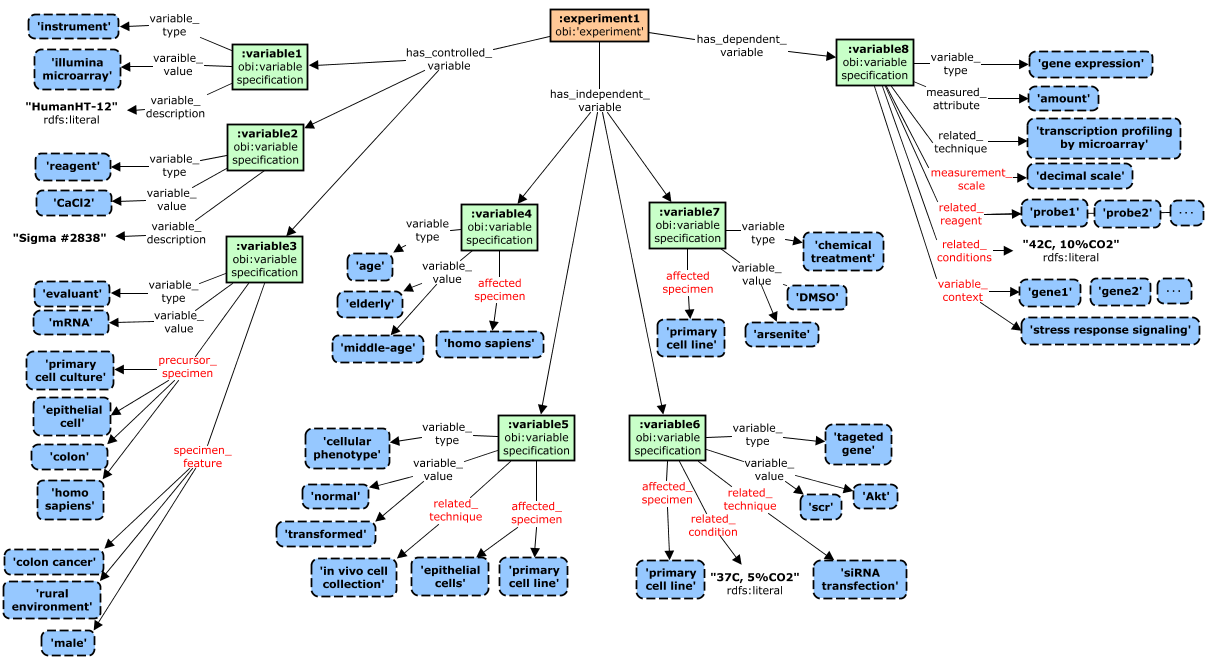 :experiment1
obi:'experiment'
has_controlled_
variable
has_independent_
variable
has_dependent_
variable
:variable1
obi:variable
specification
variable_
type
'instrument'
varaible_
value
'illumina
microarray'
variable_
description
"HumanHT-12"
rdfs:literal
:variable2
obi:variable
specification
variable_
type
'reagent'
variable_
value
'CaCl2'
variable_
description
"Sigma #2838"
:variable3
obi:variable
specification
variable_
type
'evaluant'
variable_
value
'mRNA'
precursor_
specimen
'primary
cell culture'
'epithelial
cell'
'colon'
'homo
sapiens'
specimen_
feature
'colon cancer'
'rural
environment'
'male'
:variable4
obi:variable
specification
variable
type
'age'
variable_
value
'elderly'
'middle-age'
affected
specimen
'homo sapiens'
:variable7
obi:variable
specification
variable
type
'chemical
treatment'
variable_
value
'DMSO'
'arsenite'
affected
specimen
'primary
cell line'
:variable5
obi:variable
specification
variable_
type
'cellular
phenotype'
variable_
value
'normal'
'transformed'
related_
technique
'in vivo cell
collection'
affected_
specimen
'epithelial
cells'
'primary
cell line'
:variable6
obi:variable
specification
variable_
type
'tageted
gene'
variable_
value
'Akt'
'scr'
affected_
specimen
'primary
cell line'
related_
condition
"37C, 5%CO2"
rdfs:literal
related_
technique
'siRNA
transfection'
:variable8
obi:variable
specification
variable_
type
'gene expression'
measured_
attribute
'amount'
related_
technique
'transcription profiling
by microarray'
measurement_
scale
'decimal scale'
related_
reagent
'probe1'
'probe2'
...
related_
conditions
"42C, 10%CO2"
rdfs:literal
variable_
context
'gene1'
'gene2'
...
'stress response signaling'